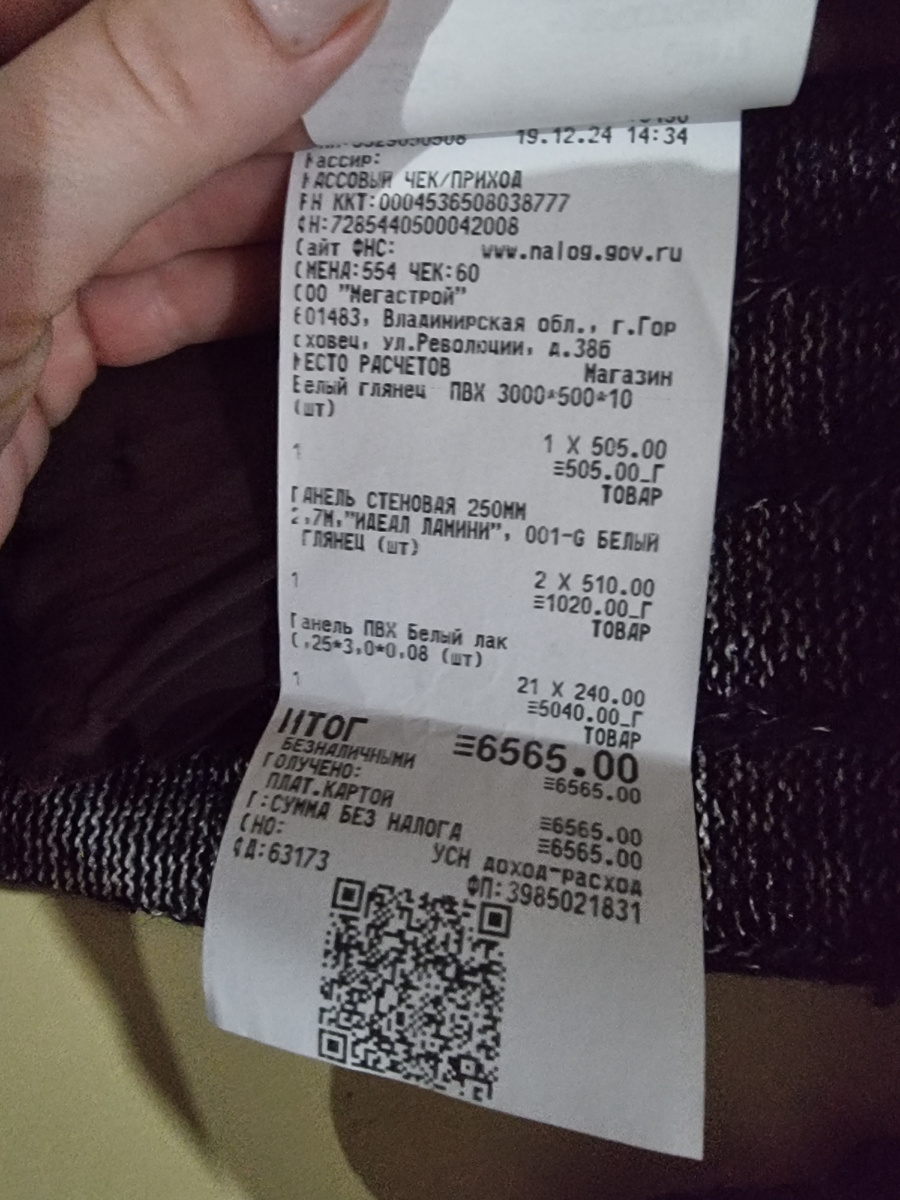 19.12.24 14:34
Кассир:
КАССОВЫЙ ЧЕК/ПРИХОД
РН ККТ:0004536508038777
ФН:7285440500042008
Сайт ФНС: www.nalog.gov.ru
СМЕНА:554 ЧЕК:60
ООО "Мегастрой"
601483, Владимирская обл., г.Гор
оховец, ул.Революции, д.38б
МЕСТО РАСЧЕТОВ Магазин
Белый глянец ПВХ 3000*500*10
(шт)
1 X 505.00
1 ≡505.00_Г
ТОВАР
ПАНЕЛЬ СТЕНОВАЯ 250ММ
2,7М,"ИДЕАЛ ЛАМИНИ", 001-G БЕЛЫЙ
ГЛЯНЕЦ (шт)
2 X 510.00
1 ≡1020.00_Г
ТОВАР
Панель ПВХ Белый лак
0,25*3,0*0,08 (шт)
21 X 240.00
1 ≡5040.00_Г
ТОВАР
ИТОГ ≡6565.00
БЕЗНАЛИЧНЫМИ ≡6565.00
ПОЛУЧЕНО:
ПЛАТ.КАРТОЙ ≡6565.00
Г:СУММА БЕЗ НАЛОГА ≡6565.00
СНО: УСН доход-расход
ФД:63173 ФП:3985021831